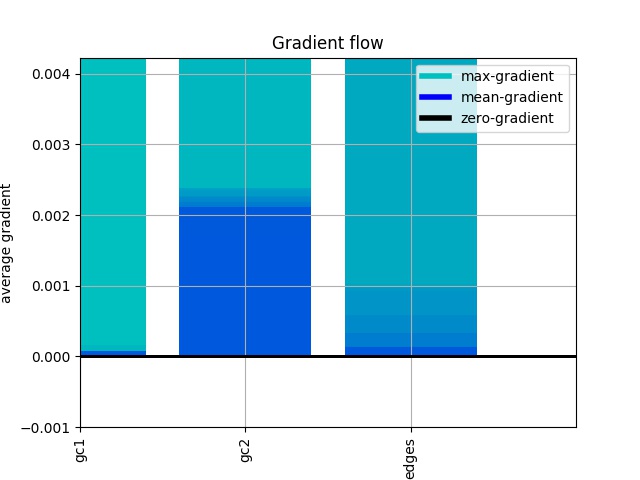 Gradient flow
max-gradient
mean-gradient
zero-gradient
0.004
0.003
0.002
0.001
0.000
−0.001
average gradient
gc1
gc2
edges